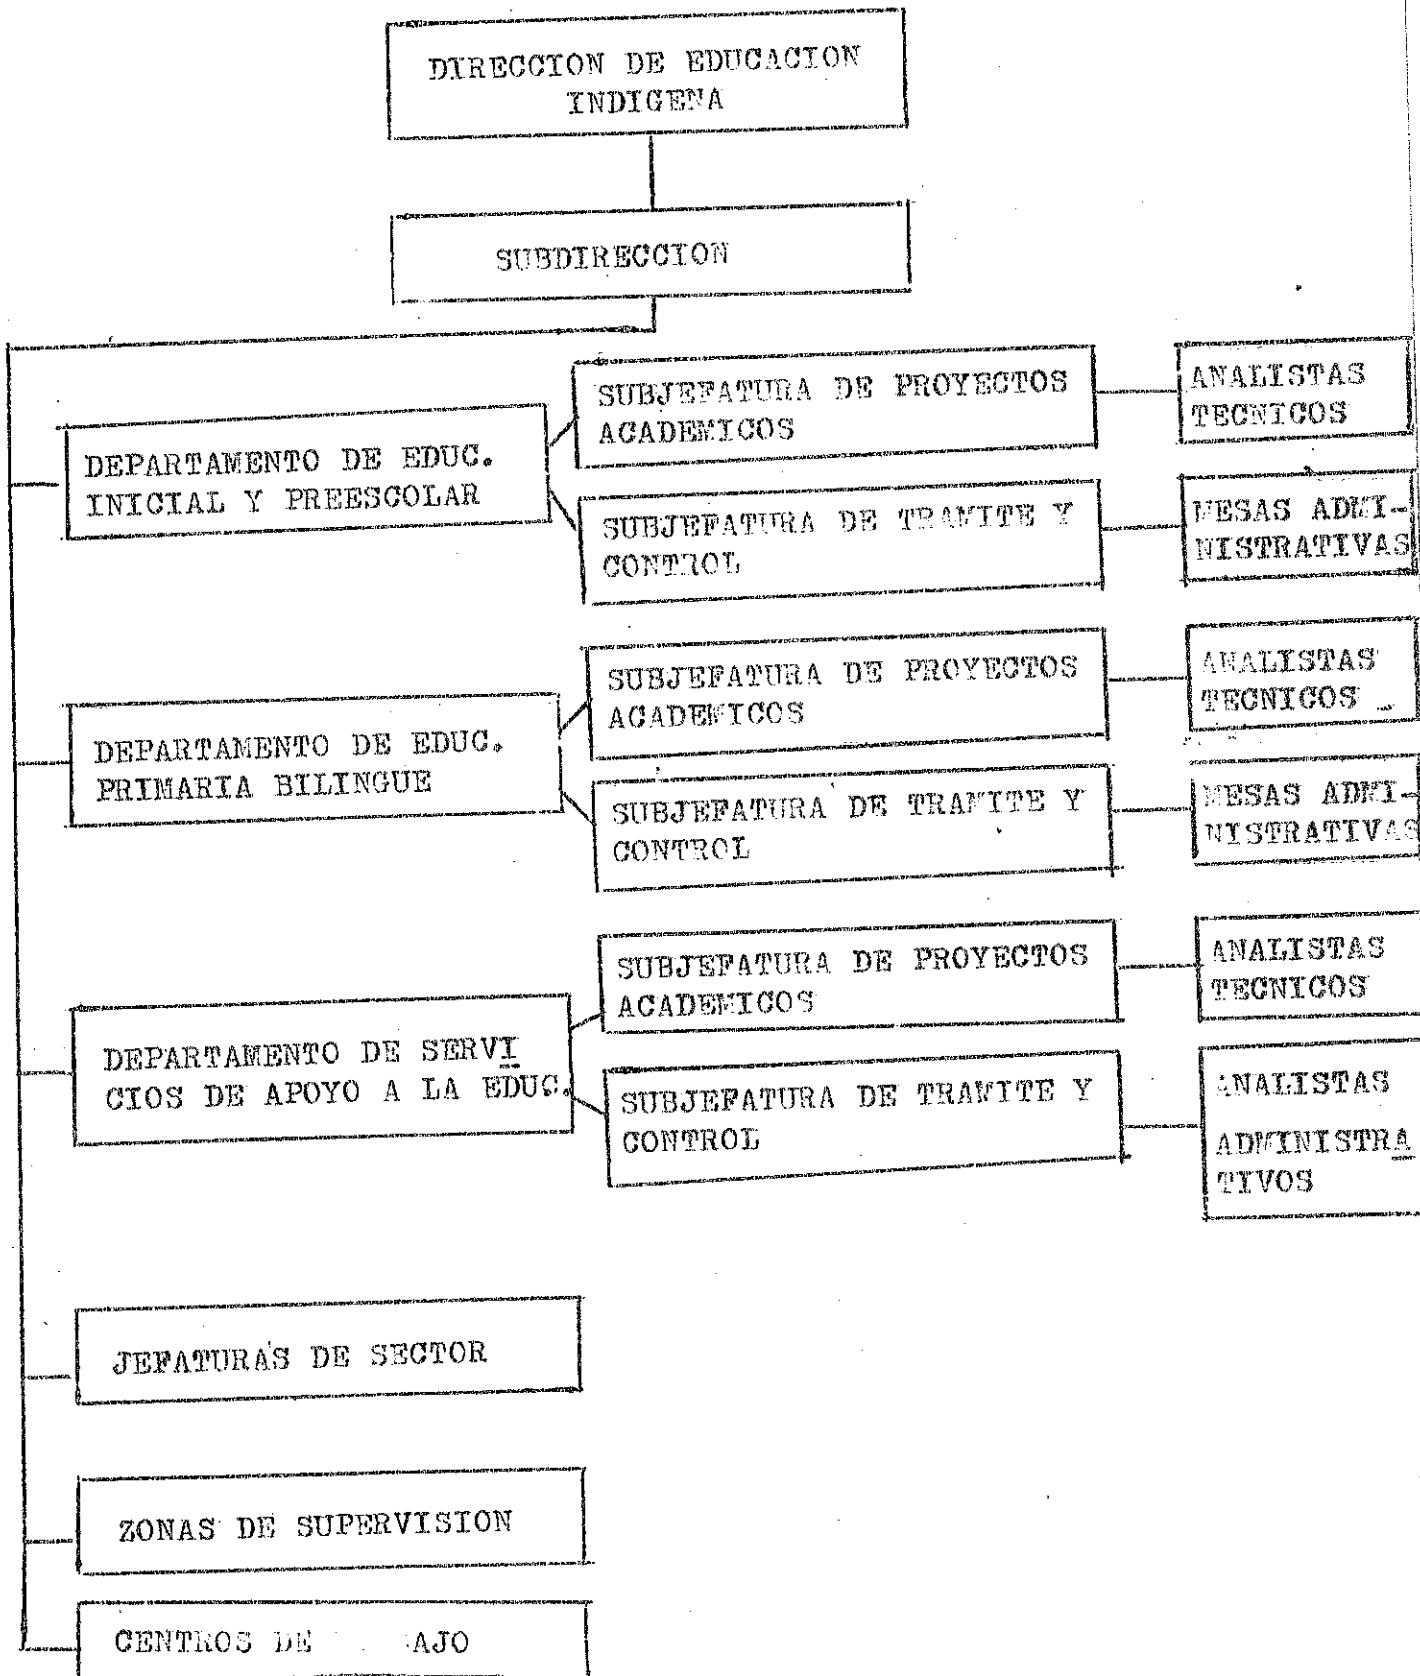 DIRECCION DE EDUCACION
INDIGENA
SUBDIRECCION
DEPARTAMENTO DE EDUC.
INICIAL Y PREESCOLAR
SUBJEFATURA DE PROYECTOS
ACADEMICOS
ANALISTAS
TECNICOS
SUBJEFATURA DE TRAMITE Y
CONTROL
MESAS ADMI-
NISTRATIVAS
DEPARTAMENTO DE EDUC.
PRIMARIA BILINGUE
SUBJEFATURA DE PROYECTOS
ACADEMICOS
ANALISTAS
TECNICOS
SUBJEFATURA DE TRAMITE Y
CONTROL
MESAS ADMI-
NISTRATIVAS
DEPARTAMENTO DE SERVI
CIOS DE APOYO A LA EDUC.
SUBJEFATURA DE PROYECTOS
ACADEMICOS
ANALISTAS
TECNICOS
SUBJEFATURA DE TRAMITE Y
CONTROL
ANALISTAS
ADMINISTRA
TIVOS
JEFATURAS DE SECTOR
ZONAS DE SUPERVISION
CENTROS DE